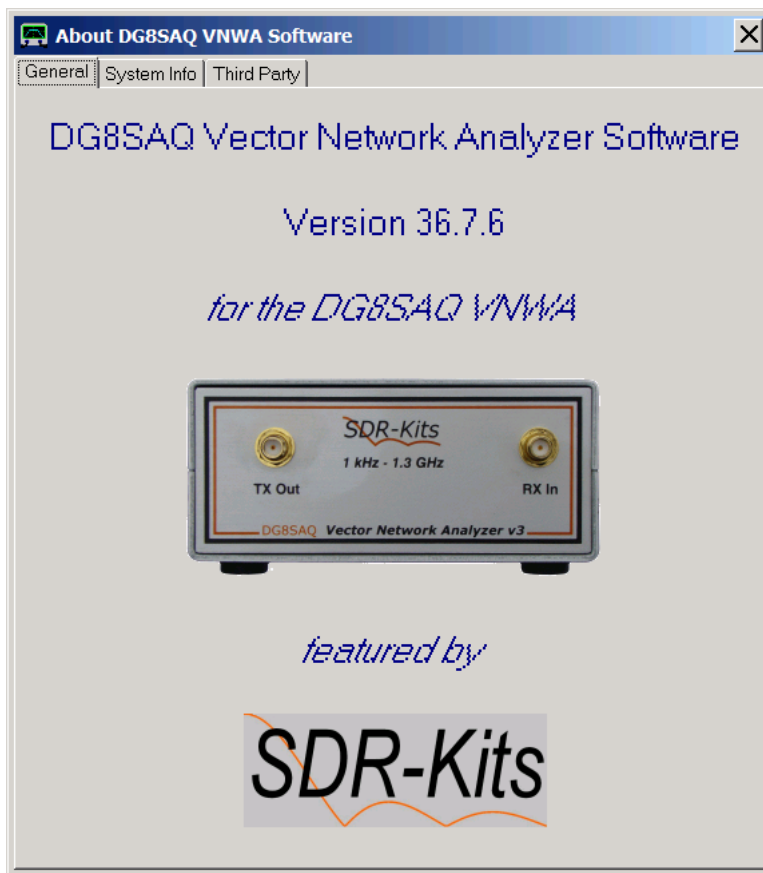 About DG8SAQ VNWA Software
General System Info Third Party
DG8SAQ Vector Network Analyzer Software
Version 36.7.6
for the DG8SAQ VNWA
SDR-Kits
1 kHz - 1.3 GHz
TX Out RX In
DG8SAQ Vector Network Analyzer v3
featured by
SDR-Kits